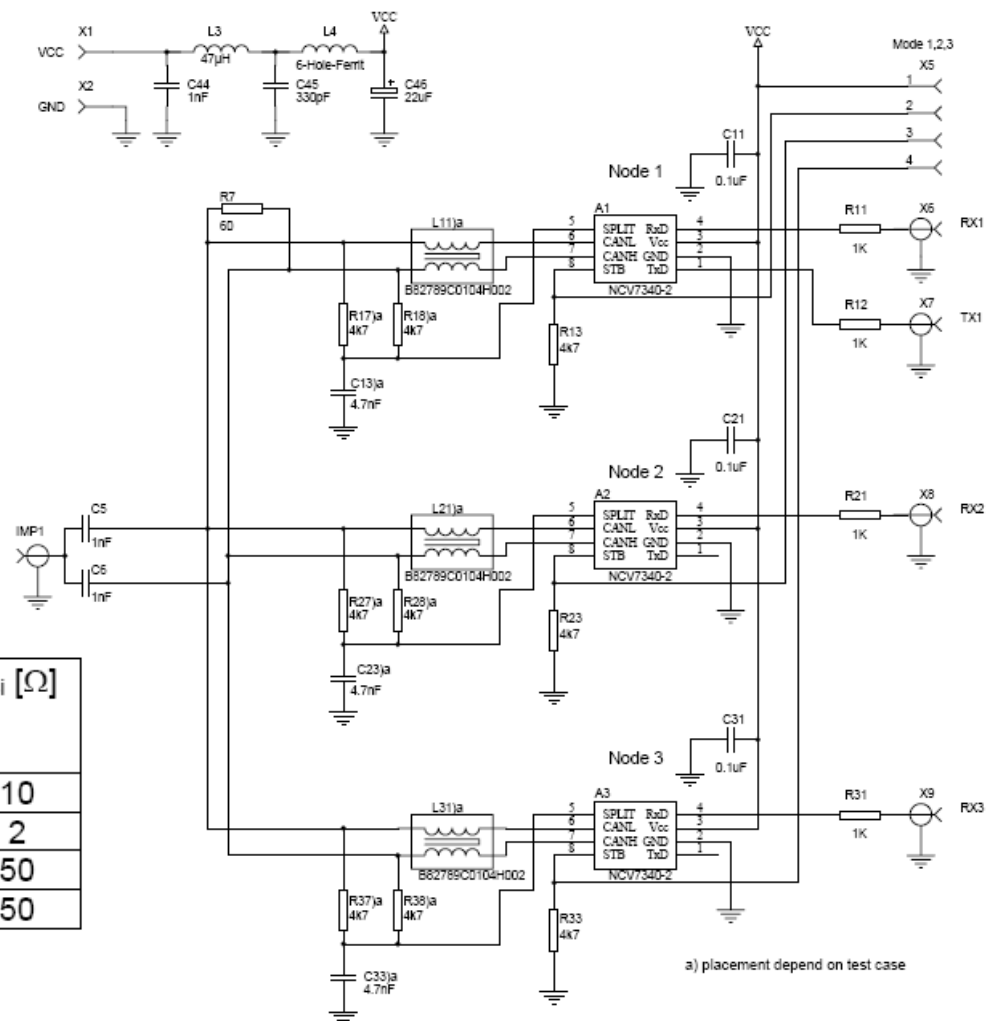 X1
VCC
X2
GND
L3
47µH
L4
6-Hole-Ferrit
VCC
C44
1nF
C45
330pF
+
C46
22uF
VCC
Mode 1,2,3
X5
1
2
3
4
C11
0.1uF
Node 1
R7
60
L11)a
B82789C0104H002
A1
5 SPLIT RxD 4
6 CANL Vcc 3
7 CANH GND 2
8 STB TxD 1
NCV7340-2
R11
1K
X6
RX1
R12
1K
X7
TX1
R17)a
4k7
R18)a
4k7
R13
4k7
C13)a
4.7nF
C21
0.1uF
Node 2
L21)a
B82789C0104H002
A2
5 SPLIT RxD 4
6 CANL Vcc 3
7 CANH GND 2
8 STB TxD 1
NCV7340-2
R21
1K
X8
RX2
IMP1
C5
1nF
C6
1nF
R27)a
4k7
R28)a
4k7
R23
4k7
C23)a
4.7nF
i [Ω]
10
2
50
50
C31
0.1uF
Node 3
L31)a
B82789C0104H002
A3
5 SPLIT RxD 4
6 CANL Vcc 3
7 CANH GND 2
8 STB TxD 1
NCV7340-2
R31
1K
X9
RX3
R37)a
4k7
R38)a
4k7
R33
4k7
C33)a
4.7nF
a) placement depend on test case